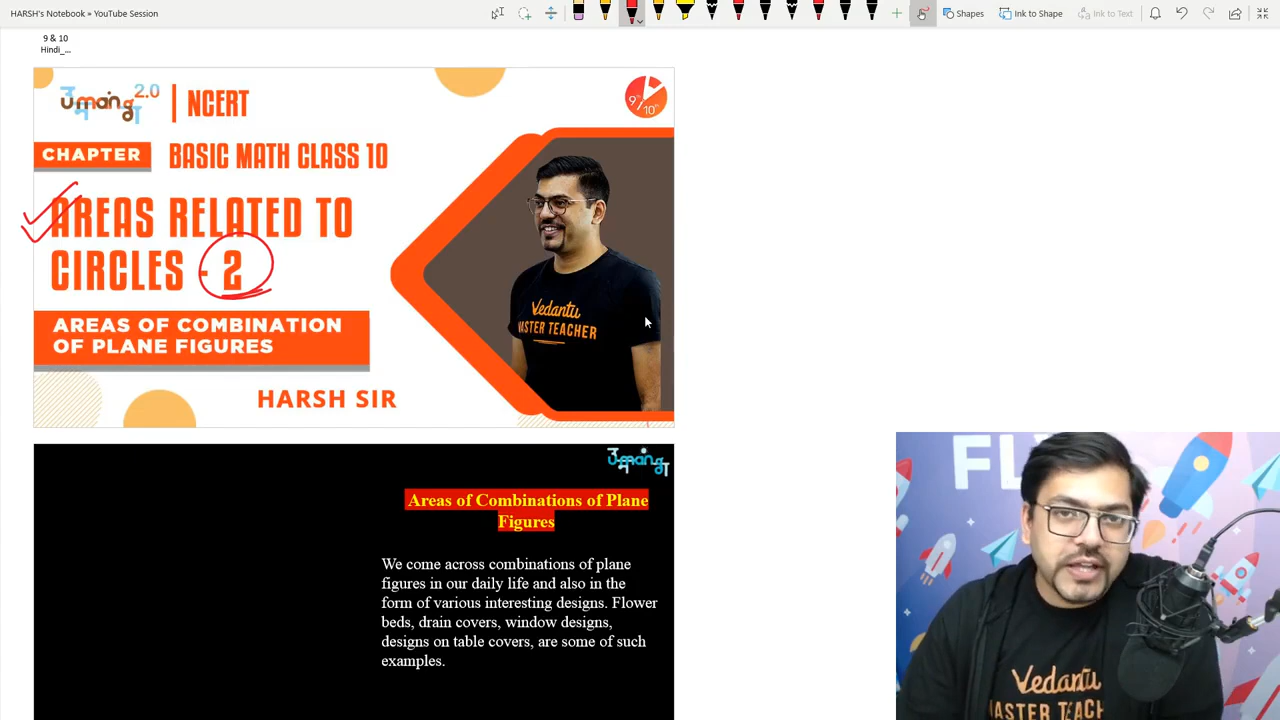 HARSH's Notebook » YouTube Session
Shapes
Ink to Shape
Ink to Text
9 & 10
Hindi_...
उमंग 2.0 | NCERT
9th/10th
CHAPTER BASIC MATH CLASS 10
AREAS RELATED TO
CIRCLES - 2
AREAS OF COMBINATION
OF PLANE FIGURES
HARSH SIR
Vedantu
MASTER TEACHER
Areas of Combinations of Plane
Figures
We come across combinations of plane
figures in our daily life and also in the
form of various interesting designs. Flower
beds, drain covers, window designs,
designs on table covers, are some of such
examples.
FLY
Vedantu
MASTER TEACH